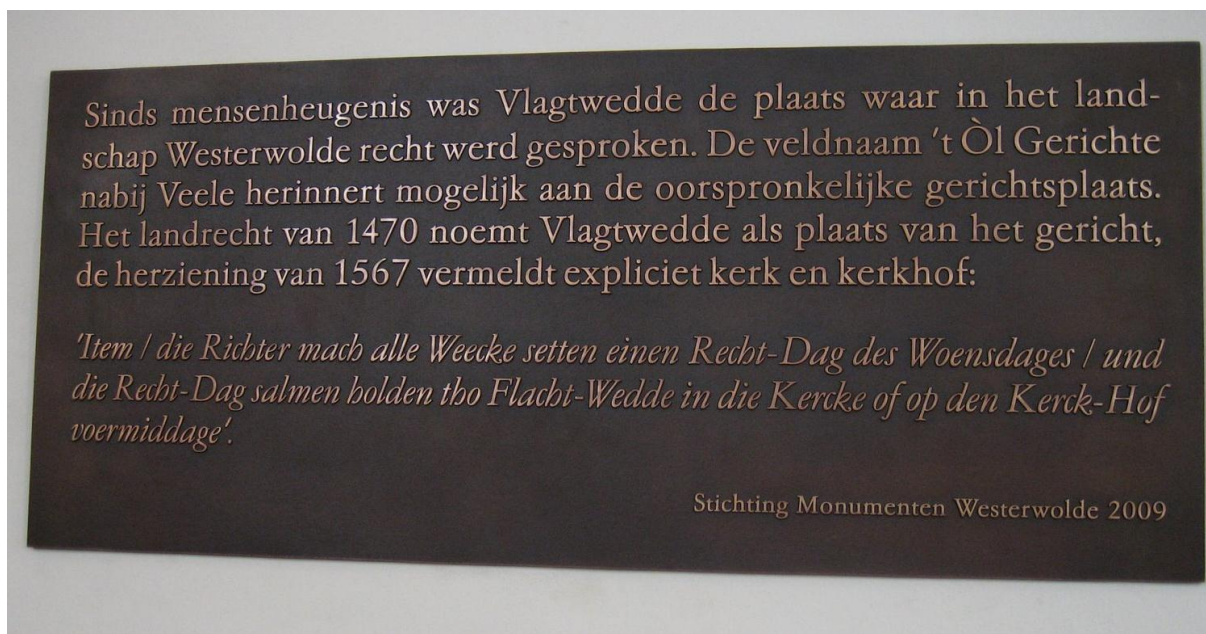 Sinds mensenheugenis was Vlagtwedde de plaats waar in het land-
schap Westerwolde recht werd gesproken. De veldnaam 't Òl Gerichte
nabij Veele herinnert mogelijk aan de oorspronkelijke gerichtsplaats.
Het landrecht van 1470 noemt Vlagtwedde als plaats van het gericht,
de herziening van 1567 vermeldt expliciet kerk en kerkhof:
'Item / die Richter mach alle Weecke setten einen Recht-Dag des Woensdages / und
die Recht-Dag salmen holden tho Flacht-Wedde in die Kercke of op den Kerck-Hof
voermiddage'.
Stichting Monumenten Westerwolde 2009